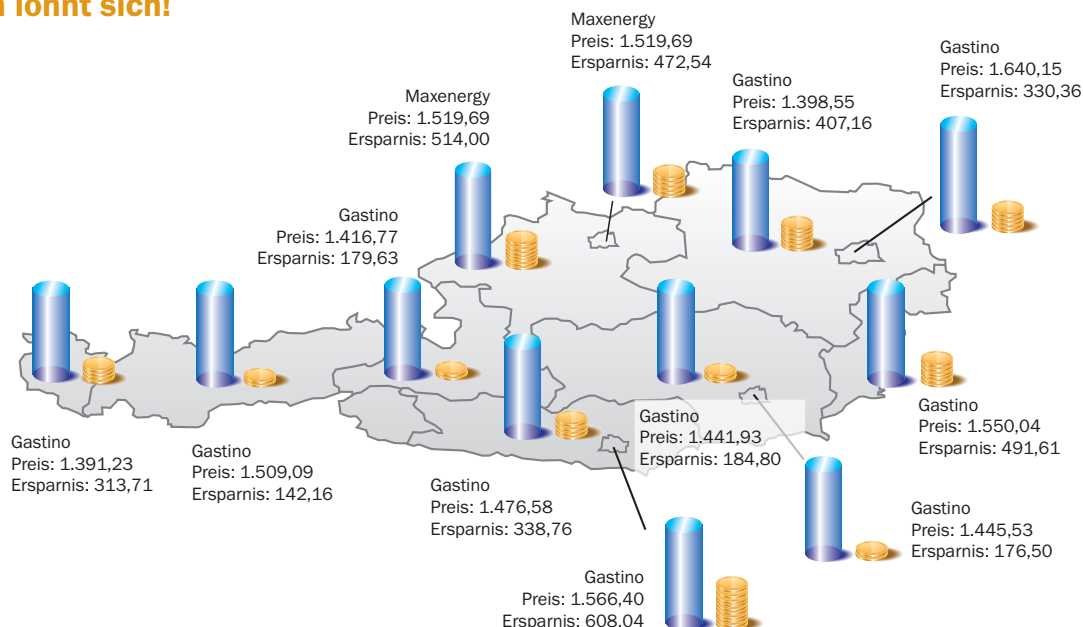 lohnt sich!
Maxenergy
Preis: 1.519,69
Ersparnis: 472,54
Gastino
Preis: 1.640,15
Ersparnis: 330,36
Gastino
Preis: 1.398,55
Ersparnis: 407,16
Maxenergy
Preis: 1.519,69
Ersparnis: 514,00
Gastino
Preis: 1.416,77
Ersparnis: 179,63
Gastino
Preis: 1.391,23
Ersparnis: 313,71
Gastino
Preis: 1.509,09
Ersparnis: 142,16
Gastino
Preis: 1.476,58
Ersparnis: 338,76
Gastino
Preis: 1.441,93
Ersparnis: 184,80
Gastino
Preis: 1.550,04
Ersparnis: 491,61
Gastino
Preis: 1.445,53
Ersparnis: 176,50
Gastino
Preis: 1.566,40
Ersparnis: 608,04